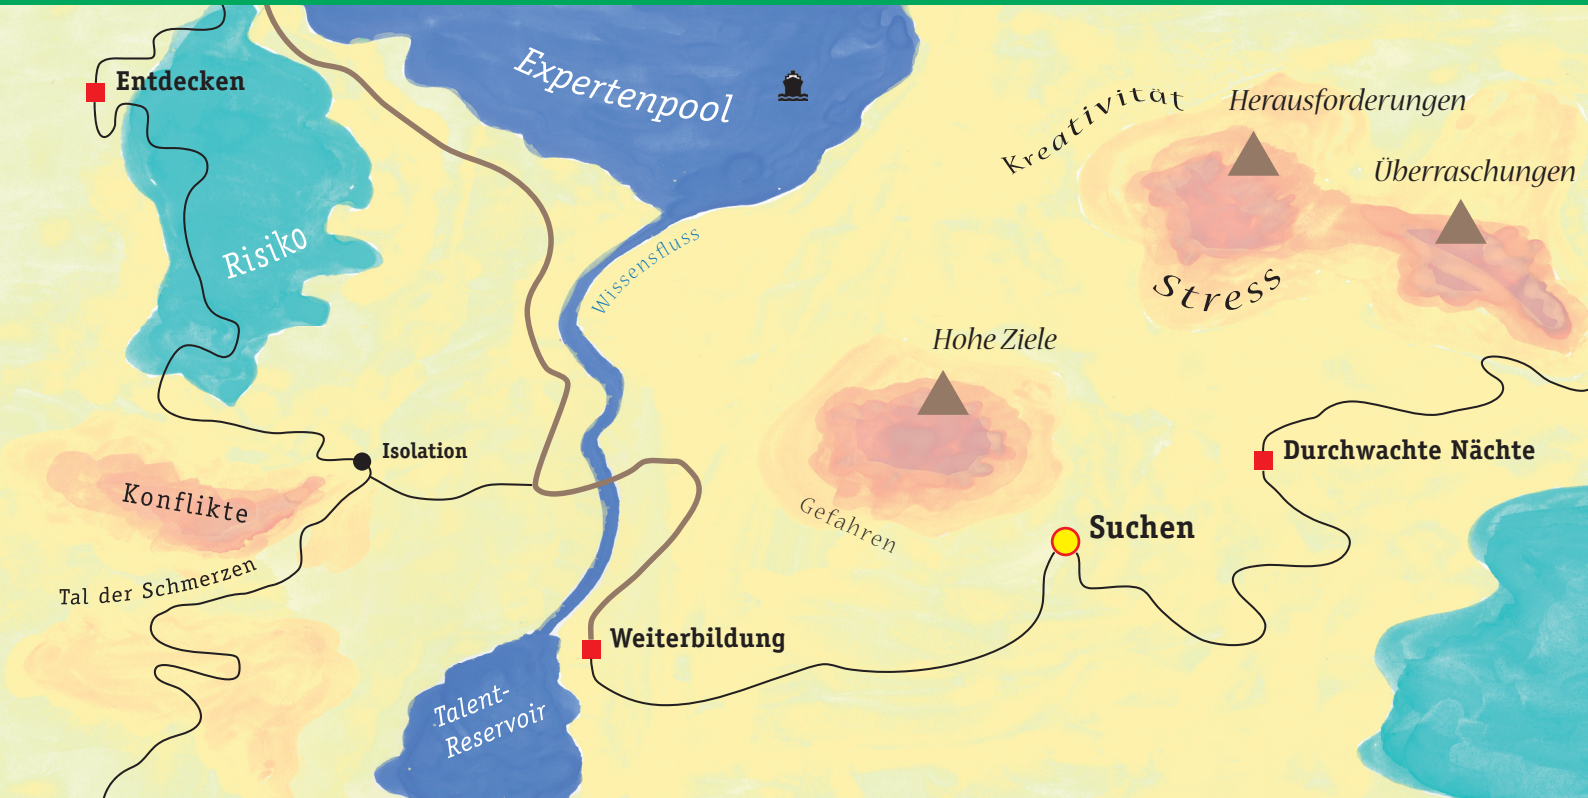 Entdecken
Expertenpool
Kreativität
Herausforderungen
Überraschungen
Risiko
Wissensfluss
Stress
Hohe Ziele
Isolation
Durchwachte Nächte
Konflikte
Gefahren
Suchen
Tal der Schmerzen
Weiterbildung
Talent-
Reservoir